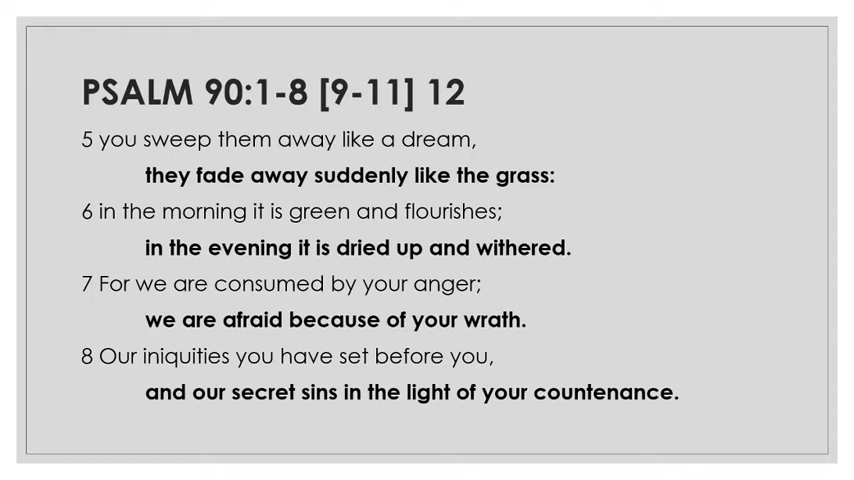 PSALM 90:1-8 [9-11] 12
5 you sweep them away like a dream,
they fade away suddenly like the grass:
6 in the morning it is green and flourishes;
in the evening it is dried up and withered.
7 For we are consumed by your anger;
we are afraid because of your wrath.
8 Our iniquities you have set before you,
and our secret sins in the light of your countenance.